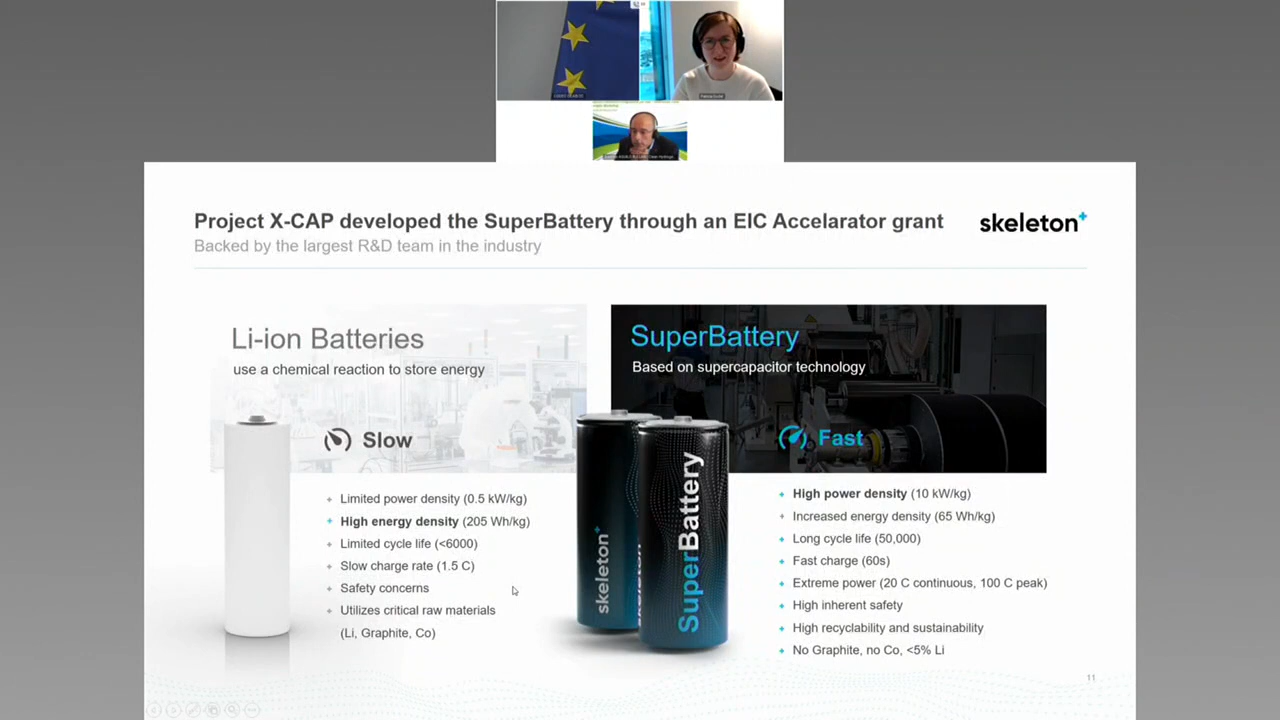 Project X-CAP developed the SuperBattery through an EIC Accelarator grant
skeleton+
Backed by the largest R&D team in the industry
Li-ion Batteries
use a chemical reaction to store energy
Slow
Limited power density (0.5 kW/kg)
High energy density (205 Wh/kg)
Limited cycle life (<6000)
Slow charge rate (1.5 C)
Safety concerns
Utilizes critical raw materials
(Li, Graphite, Co)
skeleton+
SuperBattery
SuperBattery
Based on supercapacitor technology
Fast
High power density (10 kW/kg)
Increased energy density (65 Wh/kg)
Long cycle life (50,000)
Fast charge (60s)
Extreme power (20 C continuous, 100 C peak)
High inherent safety
High recyclability and sustainability
No Graphite, no Co, <5% Li
11